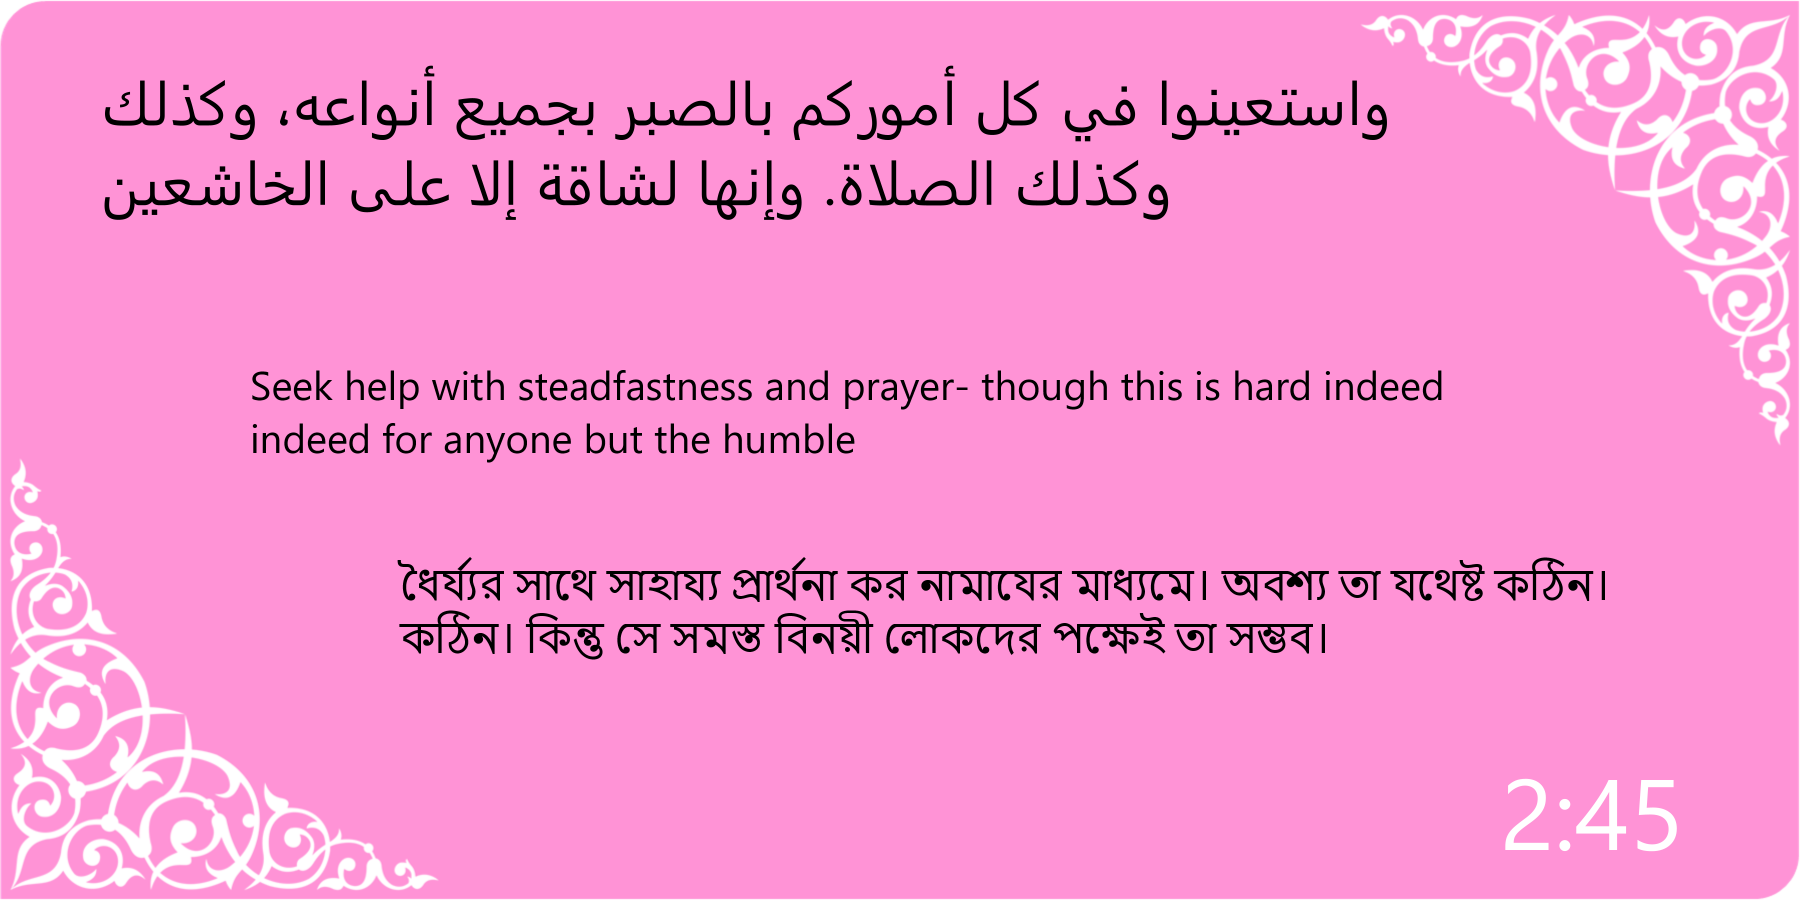 واستعينوا في كل أموركم بالصبر بجميع أنواعه، وكذلك
وكذلك الصلاة. وإنها لشاقة إلا على الخاشعين
Seek help with steadfastness and prayer- though this is hard indeed
indeed for anyone but the humble
ধৈর্য্যর সাথে সাহায্য প্রার্থনা কর নামাযের মাধ্যমে। অবশ্য তা যথেষ্ট কঠিন।
কঠিন। কিন্তু সে সমস্ত বিনয়ী লোকদের পক্ষেই তা সম্ভব।
2:45